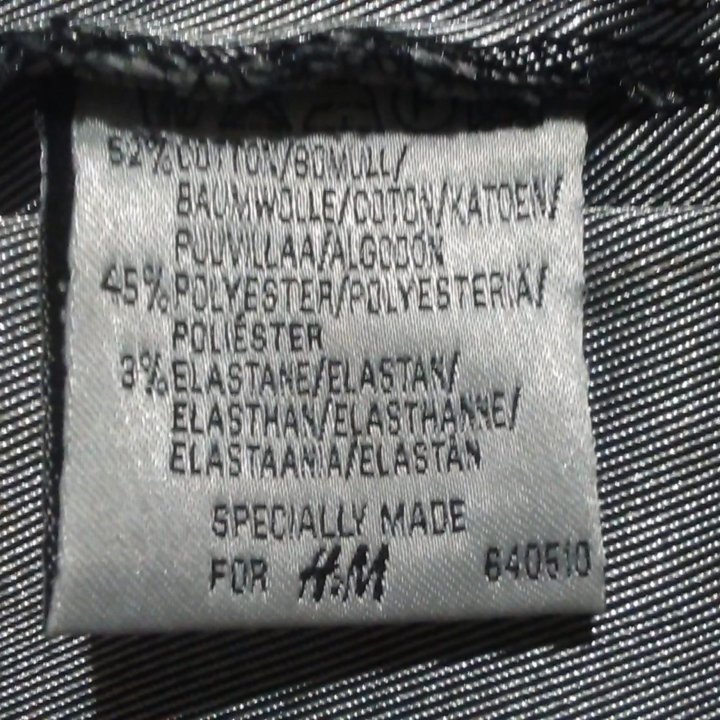 52% COTTON/BOMULL/
BAUMWOLLE/COTON/KATOEN/
PUUVILLAA/ALGODÓN
45% POLYESTER/POLYESTERIÄ/
POLIÉSTER
3% ELASTANE/ELASTAN/
ELASTHAN/ELASTHANNE/
ELASTAANIA/ELASTÁN
SPECIALLY MADE
FOR H&M 640510